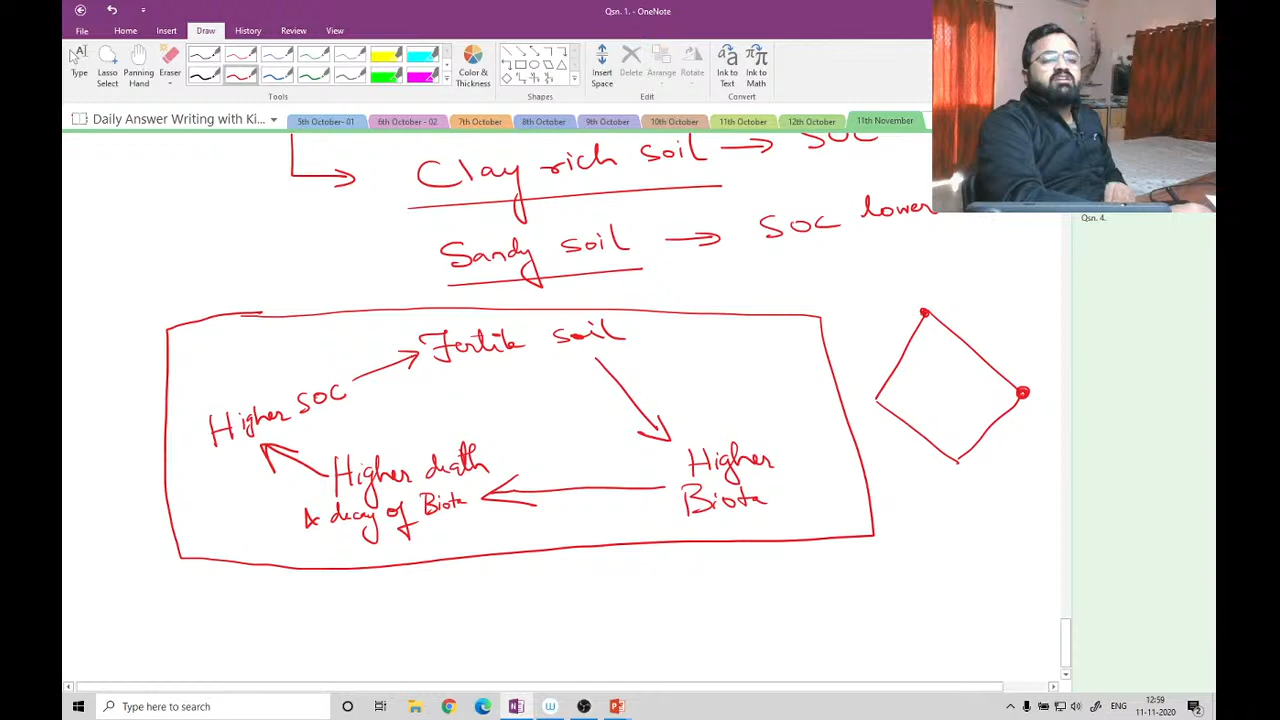 Qsn. 1. - OneNote
File Home Insert Draw History Review View
Type
Lasso Select
Panning Hand
Eraser
Color & Thickness
Insert Space
Delete
Arrange
Rotate
Ink to Text
Ink to Math
Tools
Shapes
Edit
Convert
Daily Answer Writing with Ki
5th October- 01
6th October - 02
7th October
8th October
9th October
10th October
11th October
12th October
11th November
Clay rich soil → SOC
Qsn. 4.
Sandy soil → SOC lower
Fertile soil
Higher SOC
Higher Biota
Higher death
& decay of Biota
Type here to search
12:59
11-11-2020
2